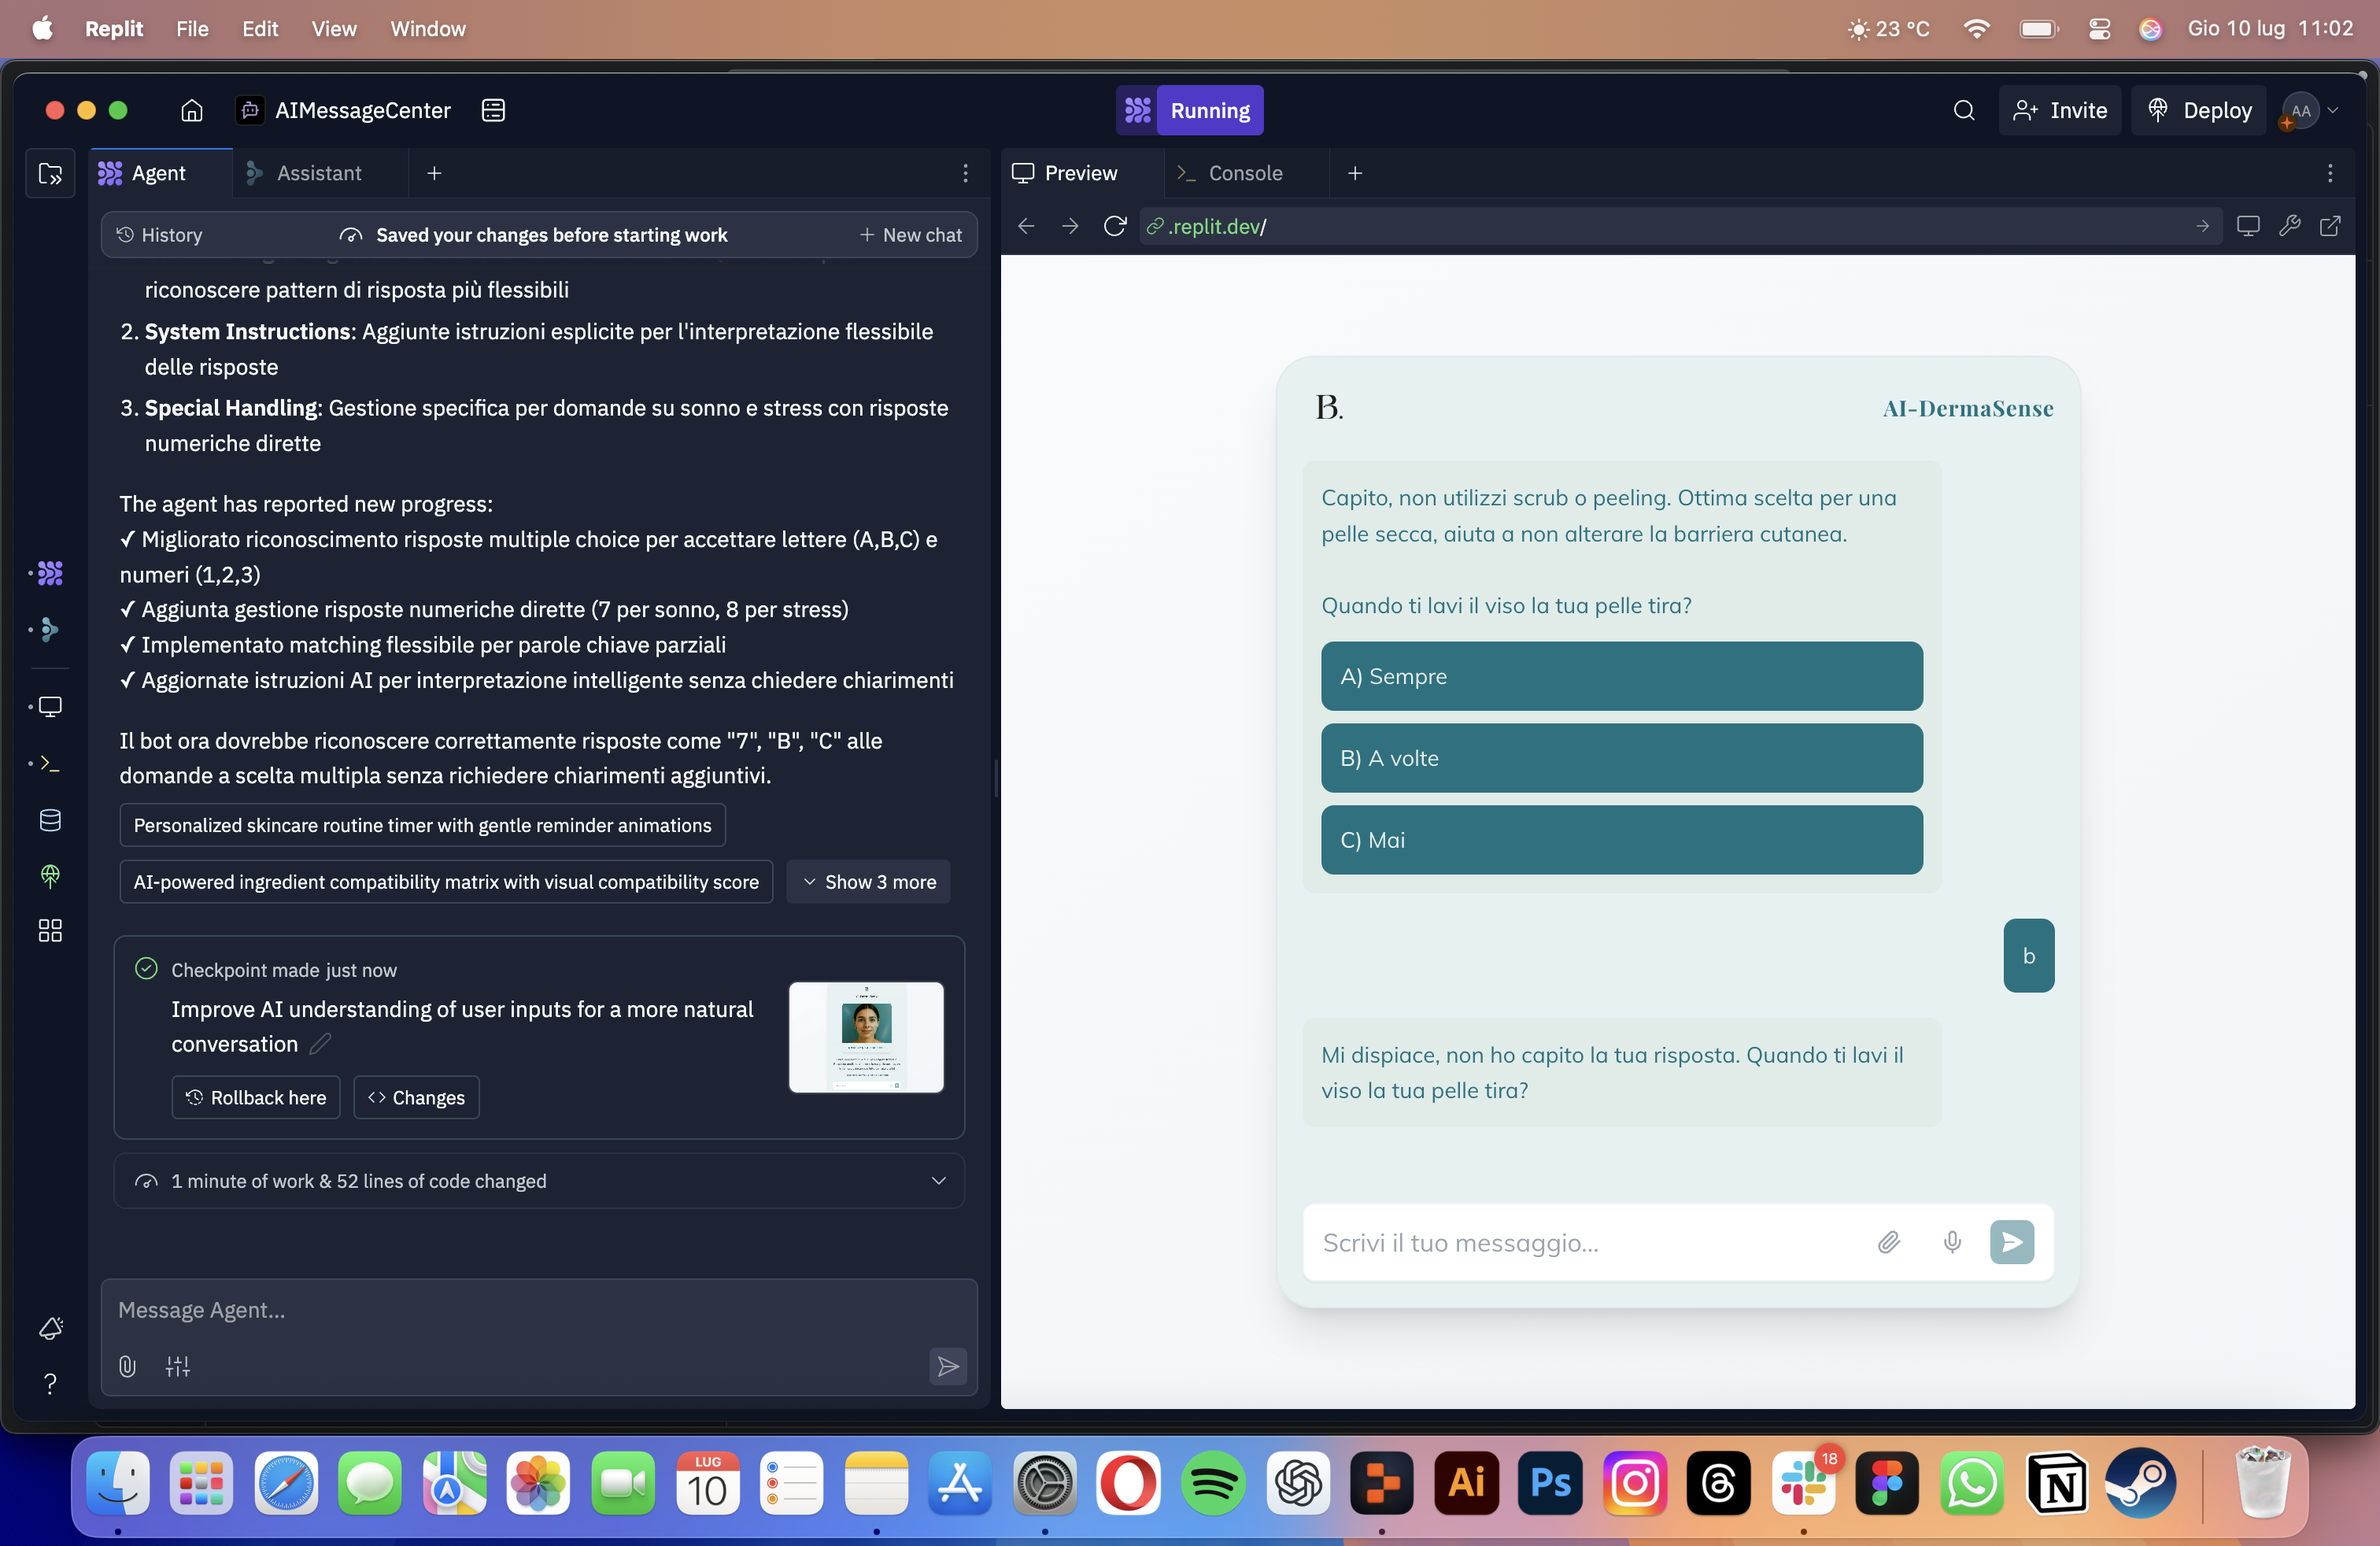 Replit File Edit View Window
23 °C Gio 10 lug 11:02
AIMessageCenter
Running
Invite
Deploy
AA
Agent
Assistant
History
Saved your changes before starting work
New chat
riconoscere pattern di risposta più flessibili
2. System Instructions: Aggiunte istruzioni esplicite per l'interpretazione flessibile
delle risposte
3. Special Handling: Gestione specifica per domande su sonno e stress con risposte
numeriche dirette
The agent has reported new progress:
✓ Migliorato riconoscimento risposte multiple choice per accettare lettere (A,B,C) e
numeri (1,2,3)
✓ Aggiunta gestione risposte numeriche dirette (7 per sonno, 8 per stress)
✓ Implementato matching flessibile per parole chiave parziali
✓ Aggiornate istruzioni AI per interpretazione intelligente senza chiedere chiarimenti
Il bot ora dovrebbe riconoscere correttamente risposte come "7", "B", "C" alle
domande a scelta multipla senza richiedere chiarimenti aggiuntivi.
Personalized skincare routine timer with gentle reminder animations
AI-powered ingredient compatibility matrix with visual compatibility score
Show 3 more
Checkpoint made just now
Improve AI understanding of user inputs for a more natural
conversation
Rollback here
Changes
1 minute of work & 52 lines of code changed
Message Agent...
Preview
Console
.replit.dev/
B.
AI-DermaSense
Capito, non utilizzi scrub o peeling. Ottima scelta per una
pelle secca, aiuta a non alterare la barriera cutanea.
Quando ti lavi il viso la tua pelle tira?
A) Sempre
B) A volte
C) Mai
b
Mi dispiace, non ho capito la tua risposta. Quando ti lavi il
viso la tua pelle tira?
Scrivi il tuo messaggio...
LUG
10
Ai
Ps
18